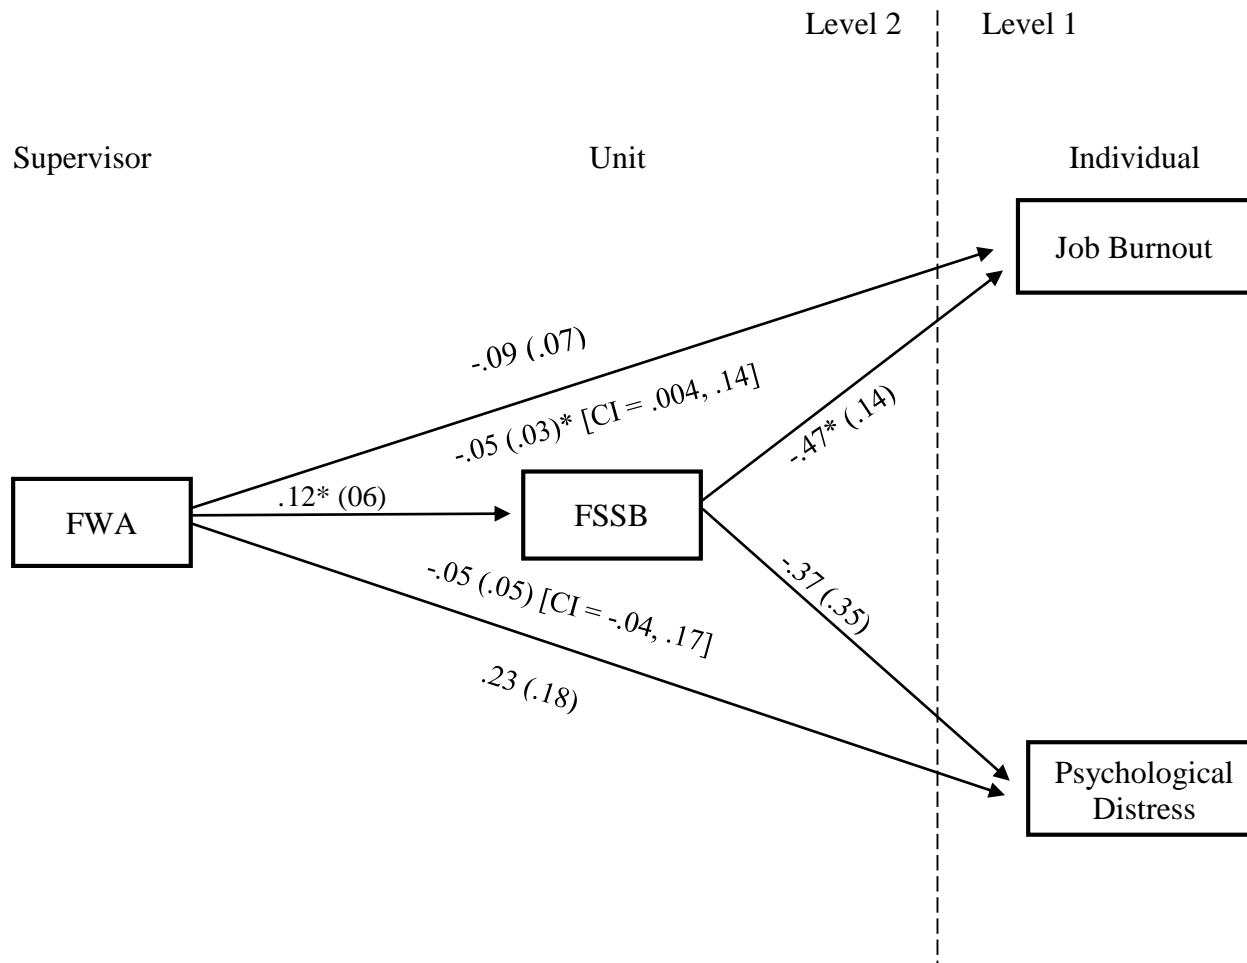 Level 2
Level 1
Supervisor
Unit
Individual
Job Burnout
-.09 (.07)
-.05 (.03)* [CI = .004, .14]
-.47* (.14)
.12* (06)
FWA
FSSB
-.05 (.05) [CI = -.04, .17]
-.37 (.35)
.23 (.18)
Psychological
Distress